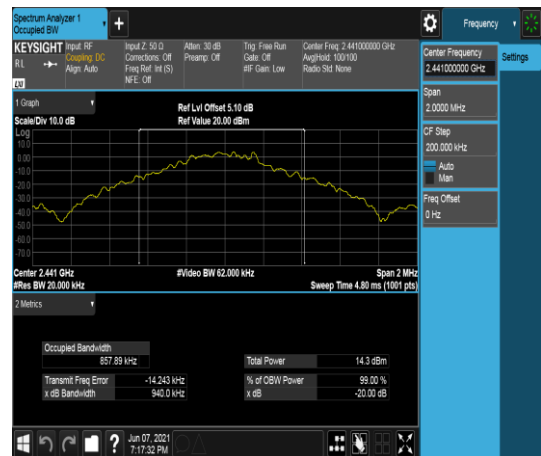 Spectrum Analyzer 1
Occupied BW
+
Frequency
KEYSIGHT Input: RF
R L
Coupling: DC
Align: Auto
LXI
Input Z: 50 Ω
Corrections: Off
Freq Ref: Int (S)
NFE: Off
Atten: 30 dB
Preamp: Off
Trig: Free Run
Gate: Off
#IF Gain: Low
Center Freq: 2.441000000 GHz
Avg|Hold: 100/100
Radio Std: None
Center Frequency
2.441000000 GHz
Settings
Span
2.0000 MHz
CF Step
200.000 kHz
Auto
Man
Freq Offset
0 Hz
1 Graph
Scale/Div 10.0 dB
Ref Lvl Offset 5.10 dB
Ref Value 20.00 dBm
Log
10.0
0.00
-10.0
-20.0
-30.0
-40.0
-50.0
-60.0
-70.0
Center 2.441 GHz
#Res BW 20.000 kHz
#Video BW 62.000 kHz
Span 2 MHz
Sweep Time 4.80 ms (1001 pts)
2 Metrics
Occupied Bandwidth
857.89 kHz
Total Power 14.3 dBm
Transmit Freq Error -14.243 kHz
% of OBW Power 99.00 %
x dB Bandwidth 940.0 kHz
x dB -20.00 dB
?
Jun 07, 2021
7:17:32 PM